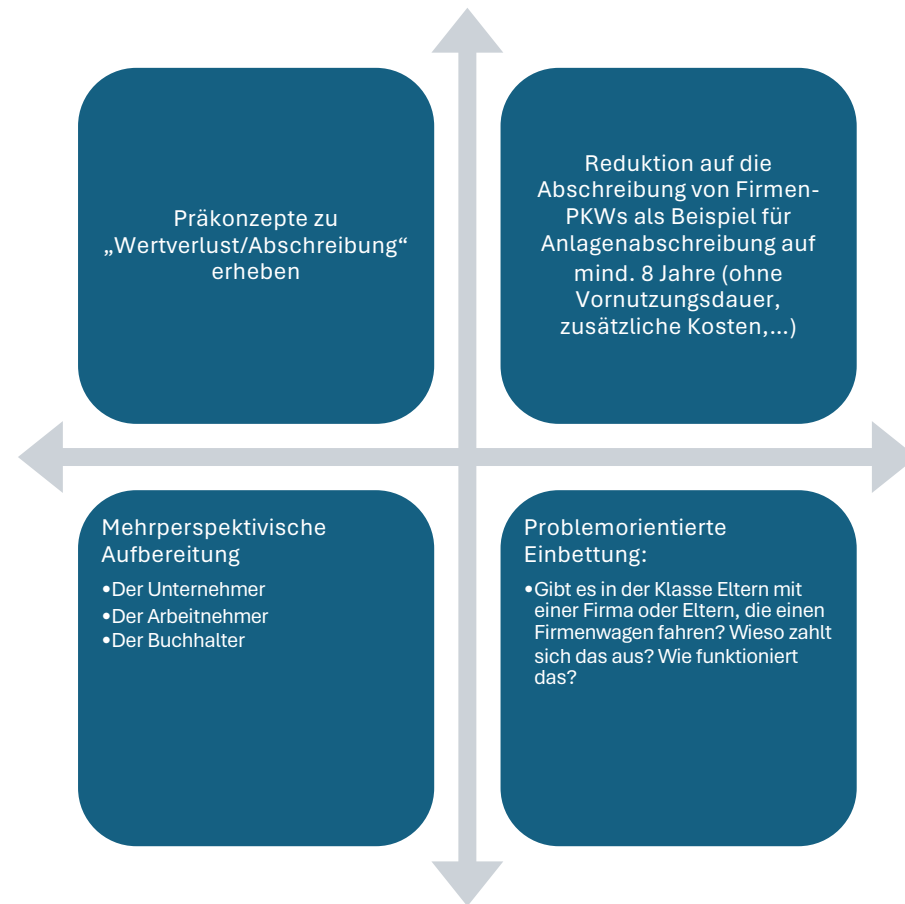 Präkonzepte zu
„Wertverlust/Abschreibung“
erheben
Reduktion auf die
Abschreibung von Firmen-
PKWs als Beispiel für
Anlagenabschreibung auf
mind. 8 Jahre (ohne
Vornutzungsdauer,
zusätzliche Kosten,…)
Mehrperspektivische
Aufbereitung
•Der Unternehmer
•Der Arbeitnehmer
•Der Buchhalter
Problemorientierte
Einbettung:
•Gibt es in der Klasse Eltern mit
einer Firma oder Eltern, die einen
Firmenwagen fahren? Wieso zahlt
sich das aus? Wie funktioniert
das?